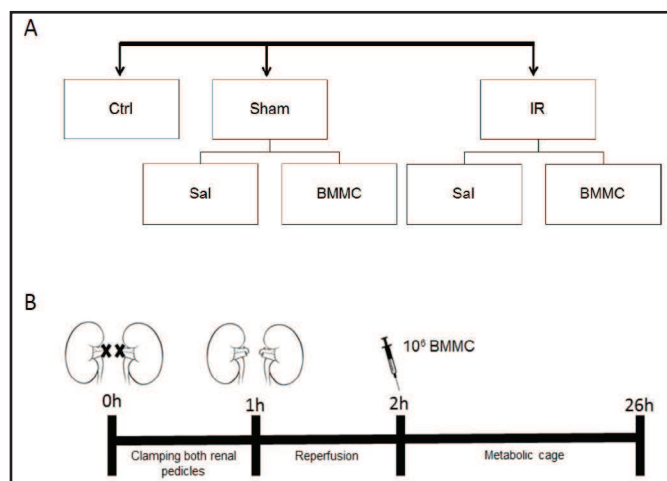 A
Ctrl
Sham
IR
Sal
BMMC
Sal
BMMC
B
10⁶ BMMC
0h
1h
2h
26h
Clamping both renal
pedicles
Reperfusion
Metabolic cage